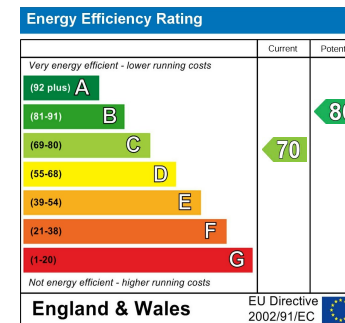 Energy Efficiency Rating
Current
Very energy efficient - lower running costs
(92 plus) A
(81-91) B
(69-80) C
70
(55-68) D
(39-54) E
(21-38) F
(1-20) G
Not energy efficient - higher running costs
England & Wales
EU Directive
2002/91/EC